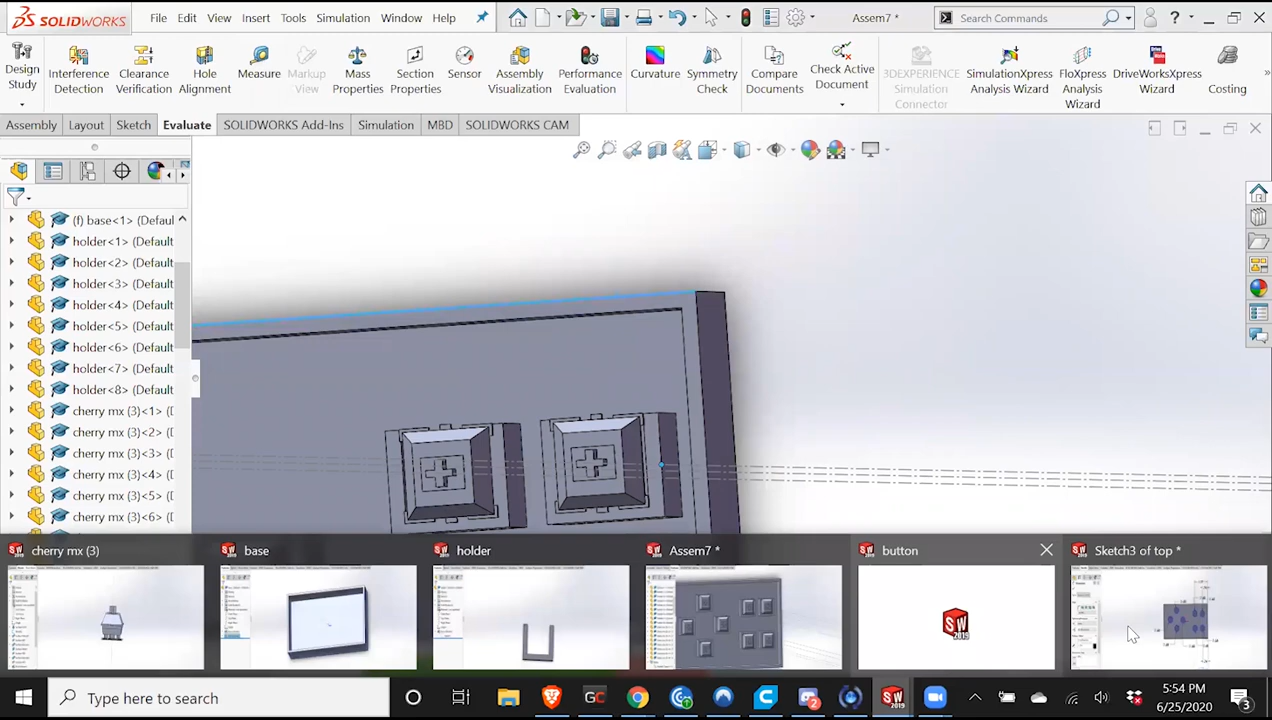 SOLIDWORKS File Edit View Insert Tools Simulation Window Help Assem7 * Search Commands ?
Design Study
Interference Detection
Clearance Verification
Hole Alignment
Measure
Markup View
Mass Properties
Section Properties
Sensor
Assembly Visualization
Performance Evaluation
Curvature
Symmetry Check
Compare Documents
Check Active Document
3DEXPERIENCE Simulation Connector
SimulationXpress Analysis Wizard
FloXpress Analysis Wizard
DriveWorksXpress Wizard
Costing
Assembly Layout Sketch Evaluate SOLIDWORKS Add-Ins Simulation MBD SOLIDWORKS CAM
(f) base<1> (Defaul
holder<1> (Default
holder<2> (Default
holder<3> (Default
holder<4> (Default
holder<5> (Default
holder<6> (Default
holder<7> (Default
holder<8> (Default
cherry mx (3)<1> (D
cherry mx (3)<2> (D
cherry mx (3)<3> (D
cherry mx (3)<4> (D
cherry mx (3)<5> (D
cherry mx (3)<6> (D
cherry mx (3) base holder Assem7 * button Sketch3 of top *
SW 2019
Type here to search
GC
5:54 PM
6/25/2020